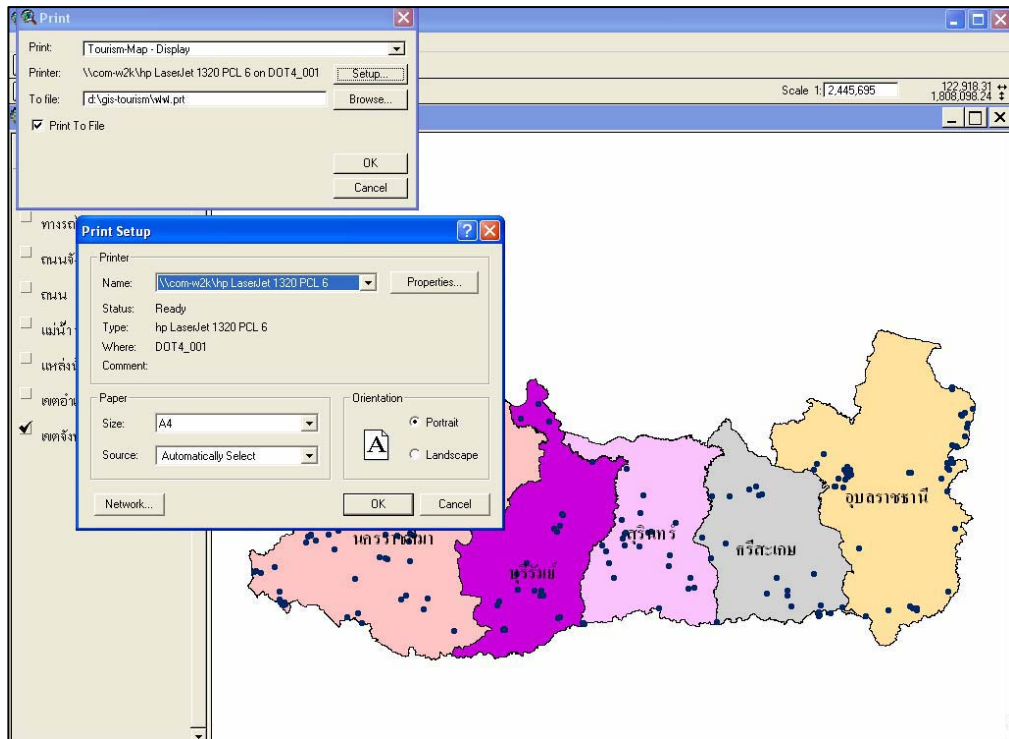 Print
Print: Tourism-Map - Display
Printer: \\com-w2k\hp LaserJet 1320 PCL 6 on DOT4_001 Setup...
To file: d:\gis-tourism\พพ.prt Browse...
Print To File
OK
Cancel
Scale 1: 2,445,695
122,918.31
1,808,098.24
ทางรถ
ถนนจั
ถนน
แม่น้ำ
แหล่งน้
เขตอำเ
เขตจัง
Print Setup
Printer
Name: \\com-w2k\hp LaserJet 1320 PCL 6 Properties...
Status: Ready
Type: hp LaserJet 1320 PCL 6
Where: DOT4_001
Comment:
Paper
Size: A4
Source: Automatically Select
Orientation
A
Portrait
Landscape
Network... OK Cancel
นครราชสีมา
บุรีรัมย์
สุรินทร์
ศรีสะเกษ
อุบลราชธานี